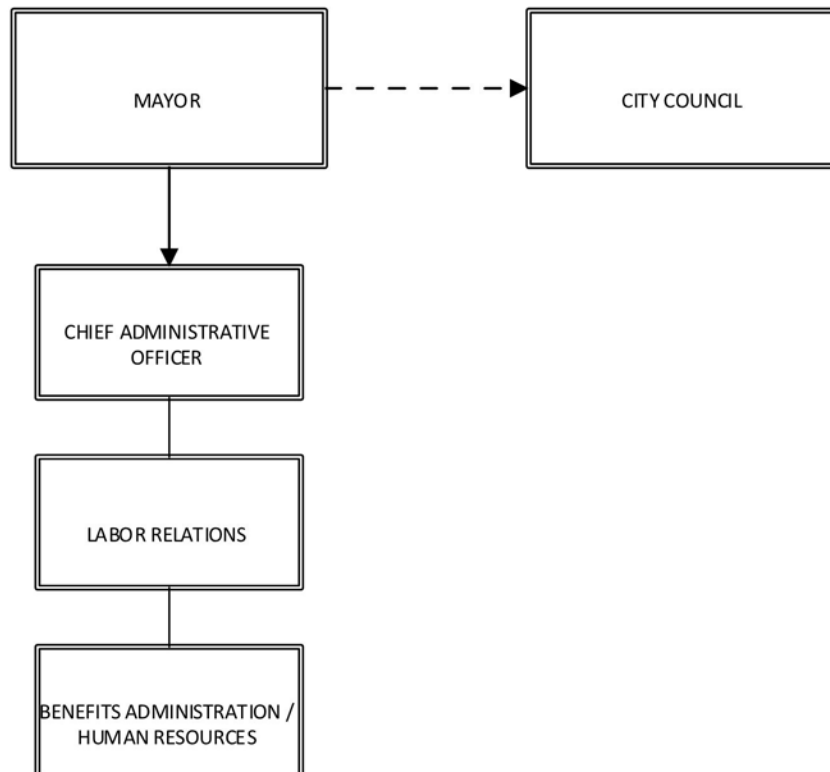 MAYOR
CITY COUNCIL
CHIEF ADMINISTRATIVE
OFFICER
LABOR RELATIONS
BENEFITS ADMINISTRATION /
HUMAN RESOURCES